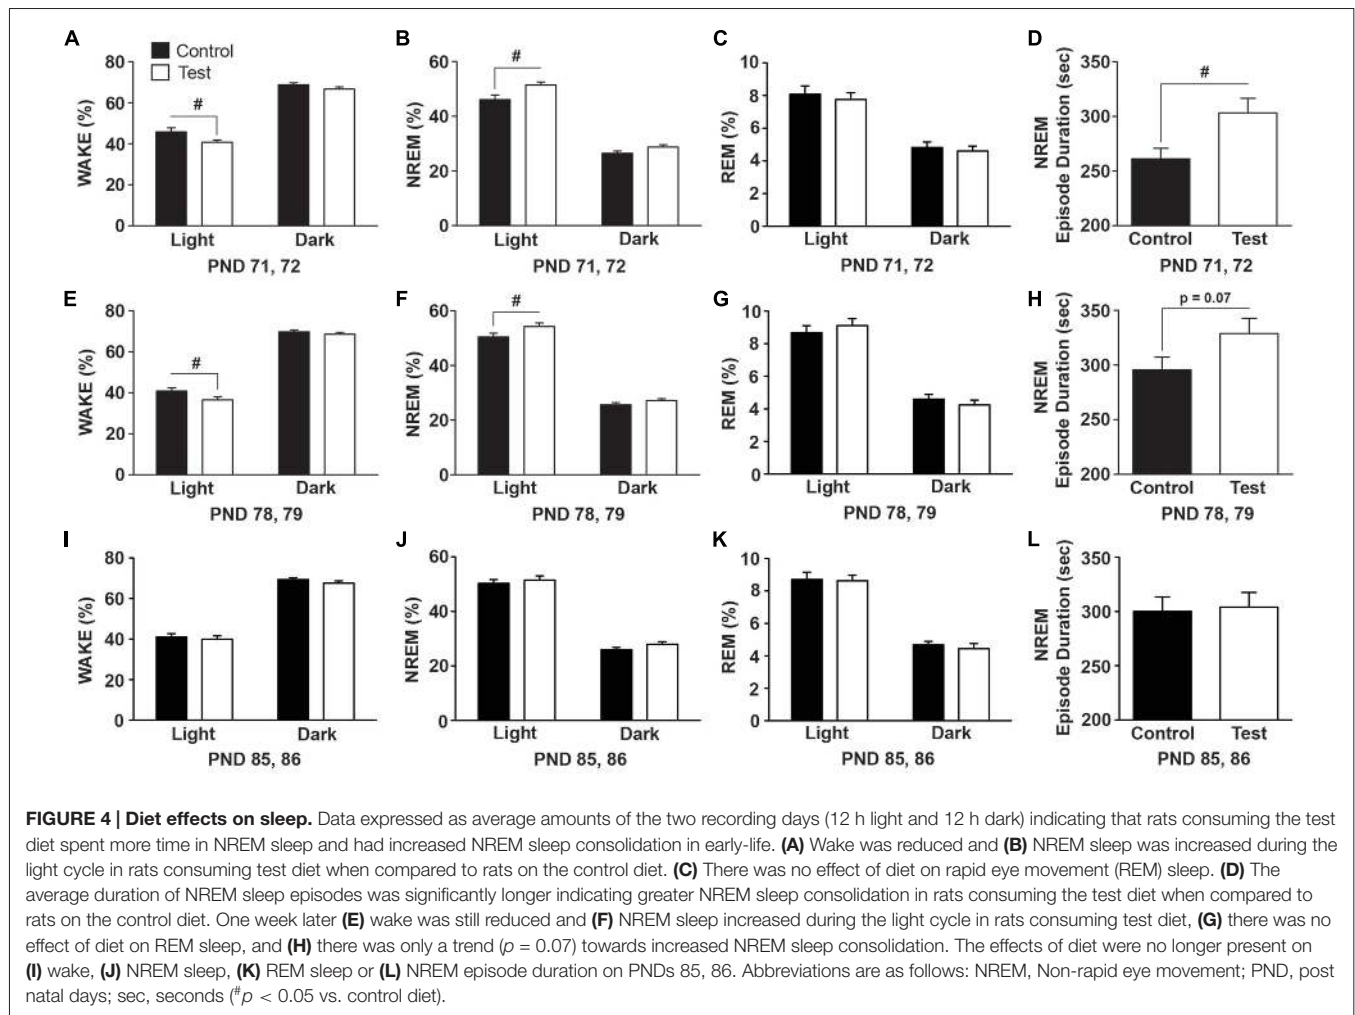 A
Control
Test
WAKE (%)
80
60
40
20
0
#
Light
Dark
PND 71, 72
B
NREM (%)
60
40
20
0
#
Light
Dark
PND 71, 72
C
REM (%)
10
8
6
4
2
0
Light
Dark
PND 71, 72
D
NREM
Episode Duration (sec)
350
300
250
200
#
Control
Test
PND 71, 72
E
WAKE (%)
80
60
40
20
0
#
Light
Dark
PND 78, 79
F
NREM (%)
60
40
20
0
#
Light
Dark
PND 78, 79
G
REM (%)
10
8
6
4
2
0
Light
Dark
PND 78, 79
H
NREM
Episode Duration (sec)
350
300
250
200
p = 0.07
Control
Test
PND 78, 79
I
WAKE (%)
80
60
40
20
0
Light
Dark
PND 85, 86
J
NREM (%)
60
40
20
0
Light
Dark
PND 85, 86
K
REM (%)
10
8
6
4
2
0
Light
Dark
PND 85, 86
L
NREM
Episode Duration (sec)
350
300
250
200
Control
Test
PND 85, 86
FIGURE 4 | Diet effects on sleep. Data expressed as average amounts of the two recording days (12 h light and 12 h dark) indicating that rats consuming the test
diet spent more time in NREM sleep and had increased NREM sleep consolidation in early-life. (A) Wake was reduced and (B) NREM sleep was increased during the
light cycle in rats consuming test diet when compared to rats on the control diet. (C) There was no effect of diet on rapid eye movement (REM) sleep. (D) The
average duration of NREM sleep episodes was significantly longer indicating greater NREM sleep consolidation in rats consuming the test diet when compared to
rats on the control diet. One week later (E) wake was still reduced and (F) NREM sleep increased during the light cycle in rats consuming test diet, (G) there was no
effect of diet on REM sleep, and (H) there was only a trend (p = 0.07) towards increased NREM sleep consolidation. The effects of diet were no longer present on
(I) wake, (J) NREM sleep, (K) REM sleep or (L) NREM episode duration on PNDs 85, 86. Abbreviations are as follows: NREM, Non-rapid eye movement; PND, post
natal days; sec, seconds (#p < 0.05 vs. control diet).